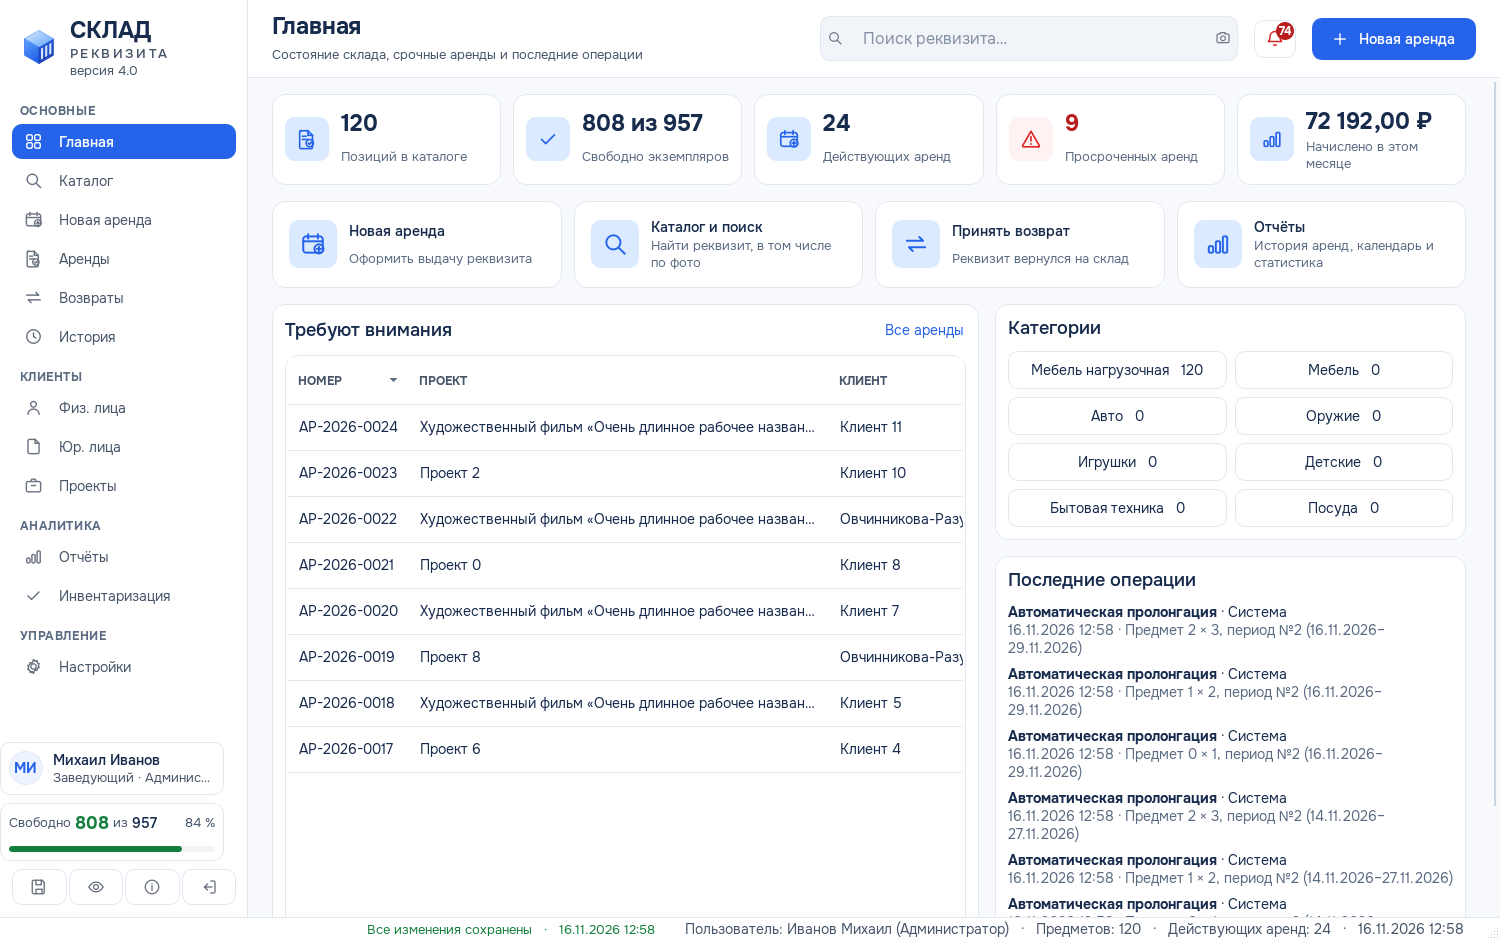 СКЛАД
РЕКВИЗИТА
версия 4.0
ОСНОВНЫЕ
Главная
Каталог
Новая аренда
Аренды
Возвраты
История
КЛИЕНТЫ
Физ. лица
Юр. лица
Проекты
АНАЛИТИКА
Отчёты
Инвентаризация
УПРАВЛЕНИЕ
Настройки
МИ
Михаил Иванов
Заведующий · Админис...
Свободно 808 из 957 84 %
Главная
Состояние склада, срочные аренды и последние операции
Поиск реквизита...
74
Новая аренда
120
Позиций в каталоге
808 из 957
Свободно экземпляров
24
Действующих аренд
9
Просроченных аренд
72 192,00 ₽
Начислено в этом
месяце
Новая аренда
Оформить выдачу реквизита
Каталог и поиск
Найти реквизит, в том числе
по фото
Принять возврат
Реквизит вернулся на склад
Отчёты
История аренд, календарь и
статистика
Требуют внимания
Все аренды
НОМЕР ПРОЕКТ КЛИЕНТ
АР-2026-0024 Художественный фильм «Очень длинное рабочее назван... Клиент 11
АР-2026-0023 Проект 2 Клиент 10
АР-2026-0022 Художественный фильм «Очень длинное рабочее назван... Овчинникова-Разу
АР-2026-0021 Проект 0 Клиент 8
АР-2026-0020 Художественный фильм «Очень длинное рабочее назван... Клиент 7
АР-2026-0019 Проект 8 Овчинникова-Разу
АР-2026-0018 Художественный фильм «Очень длинное рабочее назван... Клиент 5
АР-2026-0017 Проект 6 Клиент 4
Категории
Мебель нагрузочная 120
Мебель 0
Авто 0
Оружие 0
Игрушки 0
Детские 0
Бытовая техника 0
Посуда 0
Последние операции
Автоматическая пролонгация · Система
16.11.2026 12:58 · Предмет 2 × 3, период №2 (16.11.2026–
29.11.2026)
Автоматическая пролонгация · Система
16.11.2026 12:58 · Предмет 1 × 2, период №2 (16.11.2026–
29.11.2026)
Автоматическая пролонгация · Система
16.11.2026 12:58 · Предмет 0 × 1, период №2 (16.11.2026–
29.11.2026)
Автоматическая пролонгация · Система
16.11.2026 12:58 · Предмет 2 × 3, период №2 (14.11.2026–
27.11.2026)
Автоматическая пролонгация · Система
16.11.2026 12:58 · Предмет 1 × 2, период №2 (14.11.2026–27.11.2026)
Автоматическая пролонгация · Система
Все изменения сохранены · 16.11.2026 12:58 Пользователь: Иванов Михаил (Администратор) · Предметов: 120 · Действующих аренд: 24 · 16.11.2026 12:58